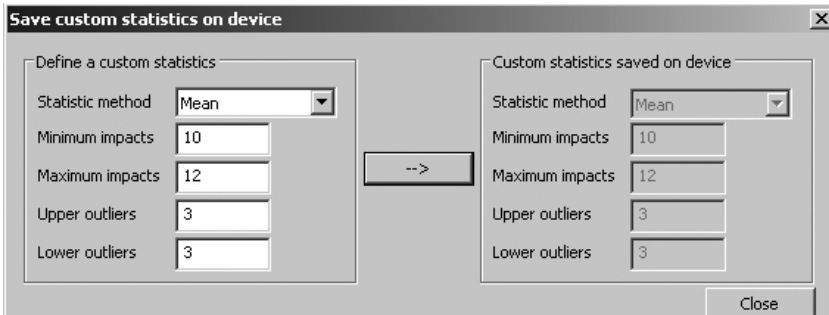 Save custom statistics on device
Define a custom statistics
Statistic method Mean
Minimum impacts 10
Maximum impacts 12
Upper outliers 3
Lower outliers 3
-->
Custom statistics saved on device
Statistic method Mean
Minimum impacts 10
Maximum impacts 12
Upper outliers 3
Lower outliers 3
Close